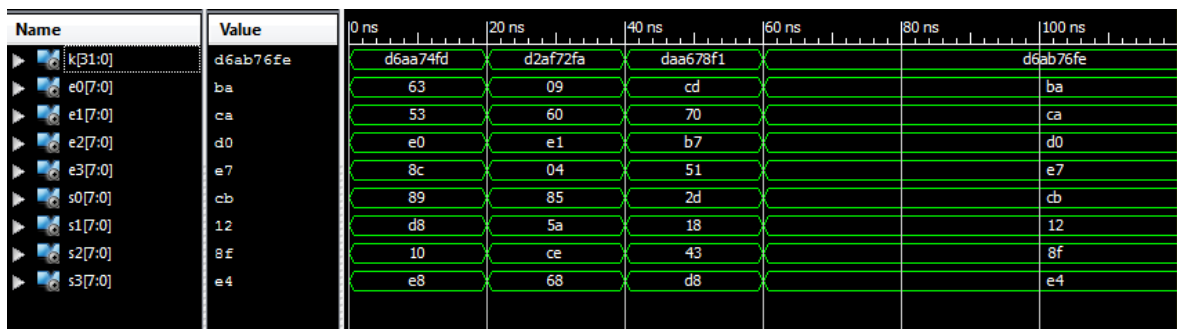 Name Value 0 ns 20 ns 40 ns 60 ns 80 ns 100 ns
k[31:0] d6ab76fe d6aa74fd d2af72fa daa678f1 d6ab76fe
e0[7:0] ba 63 09 cd ba
e1[7:0] ca 53 60 70 ca
e2[7:0] d0 e0 e1 b7 d0
e3[7:0] e7 8c 04 51 e7
s0[7:0] cb 89 85 2d cb
s1[7:0] 12 d8 5a 18 12
s2[7:0] 8f 10 ce 43 8f
s3[7:0] e4 e8 68 d8 e4